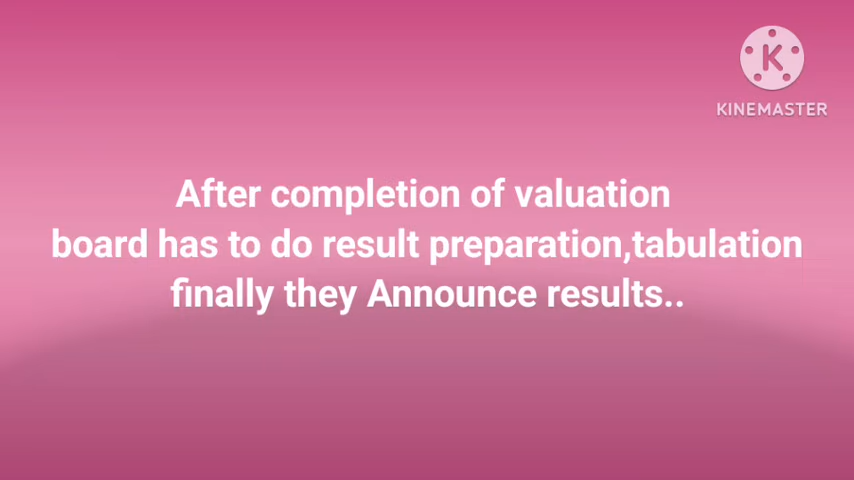 KINEMASTER
After completion of valuation
board has to do result preparation,tabulation
finally they Announce results..